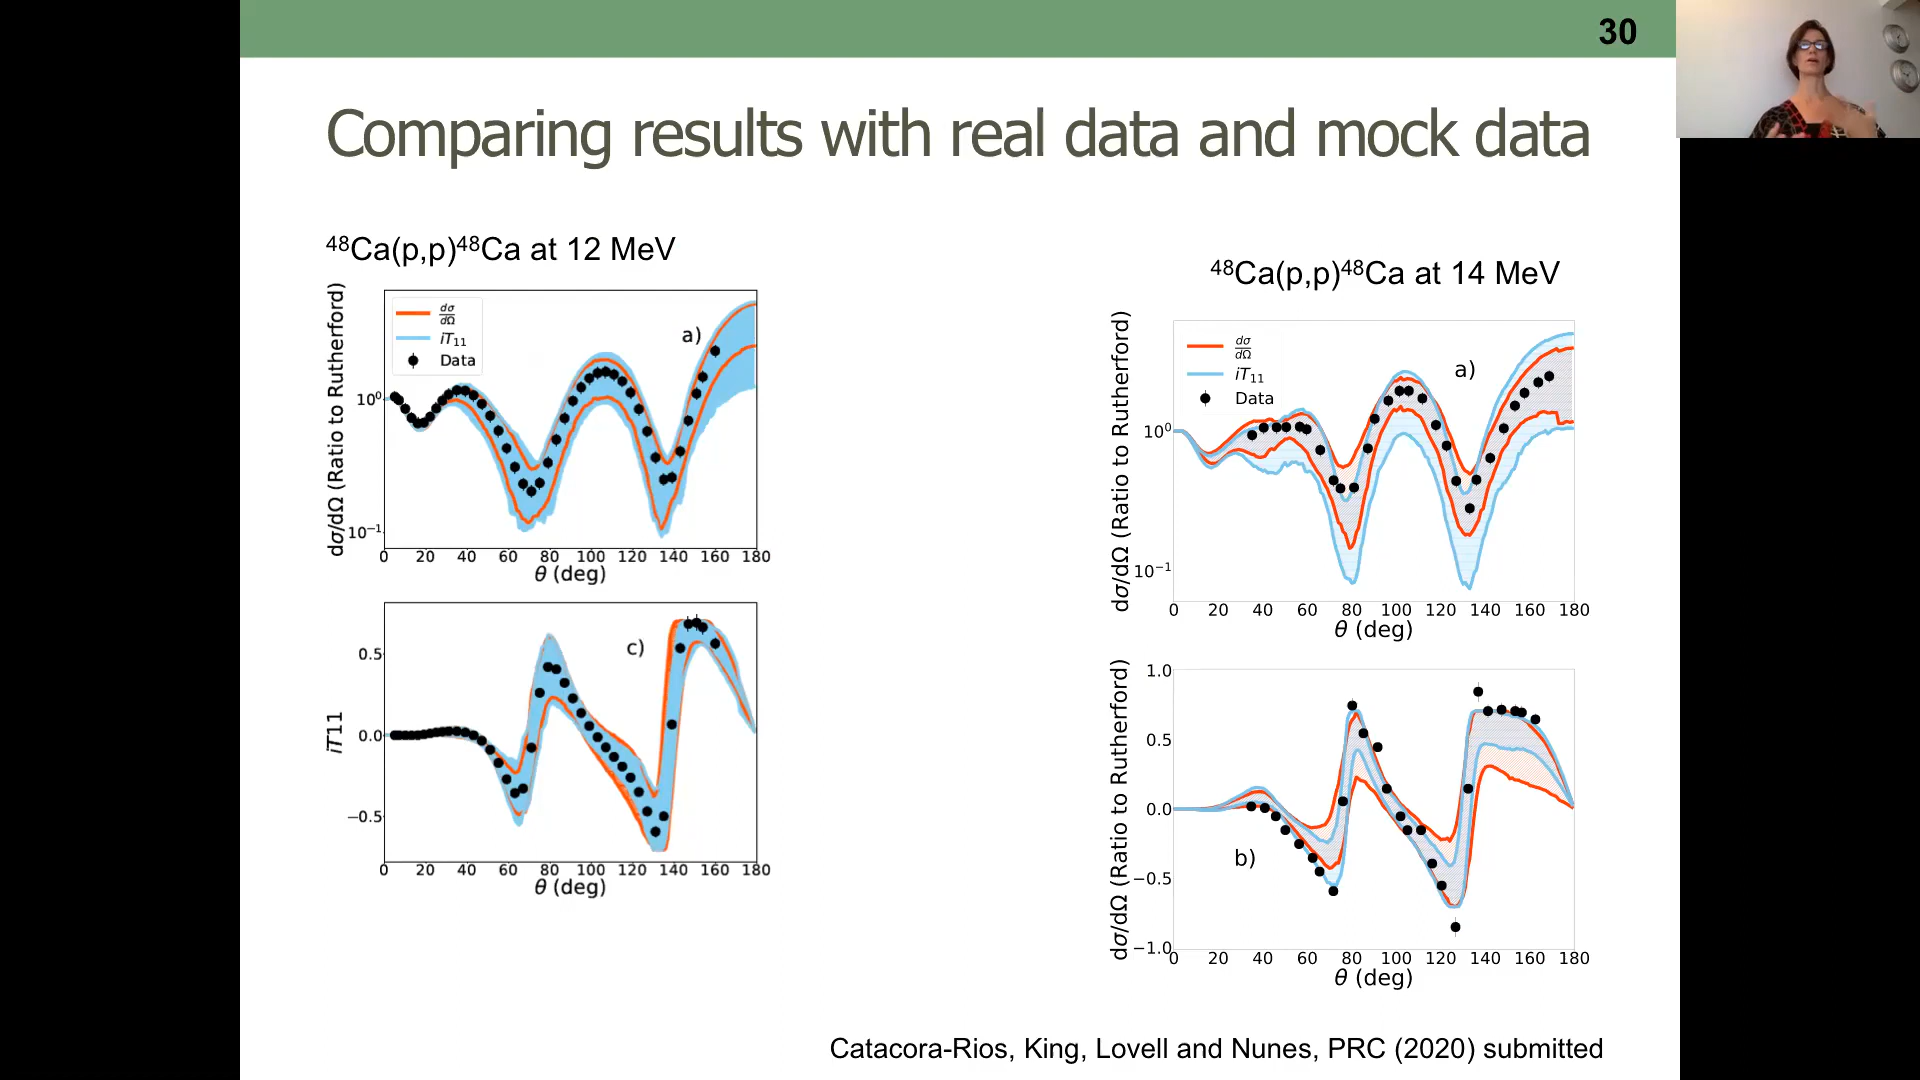 30
Comparing results with real data and mock data
⁴⁸Ca(p,p)⁴⁸Ca at 12 MeV
dσ/dΩ (Ratio to Rutherford)
dσ/dΩ
iT₁₁
Data
a)
10⁰
10⁻¹
0 20 40 60 80 100 120 140 160 180
θ (deg)
iT11
c)
0.5
0.0
−0.5
0 20 40 60 80 100 120 140 160 180
θ (deg)
⁴⁸Ca(p,p)⁴⁸Ca at 14 MeV
dσ/dΩ (Ratio to Rutherford)
dσ/dΩ
iT₁₁
Data
a)
10⁰
10⁻¹
0 20 40 60 80 100 120 140 160 180
θ (deg)
dσ/dΩ (Ratio to Rutherford)
1.0
0.5
0.0
b)
−0.5
−1.0
0 20 40 60 80 100 120 140 160 180
θ (deg)
Catacora-Rios, King, Lovell and Nunes, PRC (2020) submitted